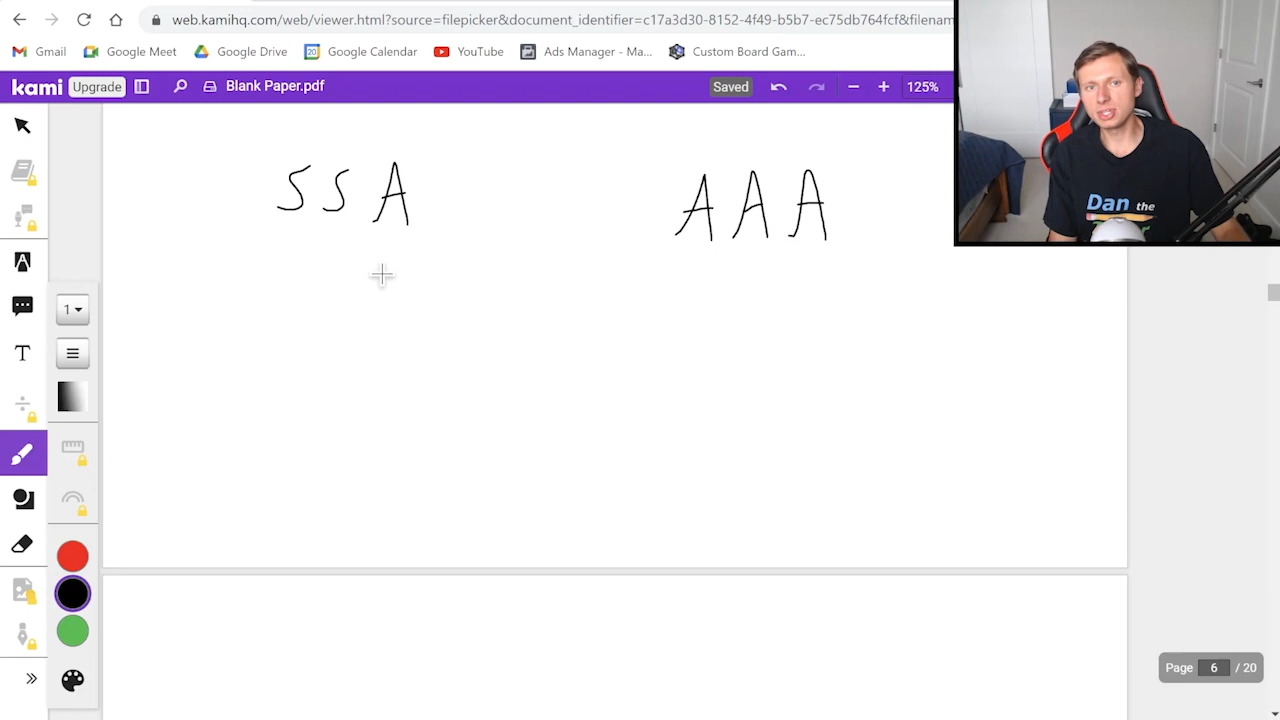 web.kamihq.com/web/viewer.html?source=filepicker&document_identifier=c17a3d30-8152-4f49-b5b7-ec75db764fcf&filenam
Gmail Google Meet Google Drive 20 Google Calendar YouTube Ads Manager - Ma... Custom Board Gam...
kami Upgrade Blank Paper.pdf Saved 125%
SSA AAA
Dan the
A
T
1
Page 6 / 20